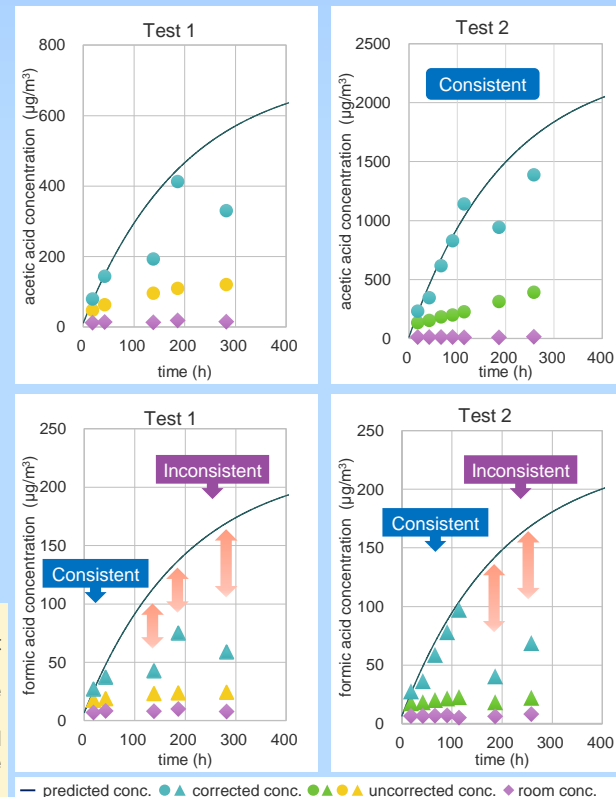 Test 1
800
600
400
200
0
acetic acid concentration (µg/m³)
0 100 200 300 400
time (h)
Test 2
Consistent
2500
2000
1500
1000
500
0
acetic acid concentration (µg/m³)
0 100 200 300 400
time (h)
Test 1
Inconsistent
Consistent
250
200
150
100
50
0
formic acid concentration (µg/m³)
0 100 200 300 400
time (h)
Test 2
Inconsistent
Consistent
250
200
150
100
50
0
formic acid concentration (µg/m³)
0 100 200 300 400
time (h)
predicted conc. corrected conc. uncorrected conc. room conc.